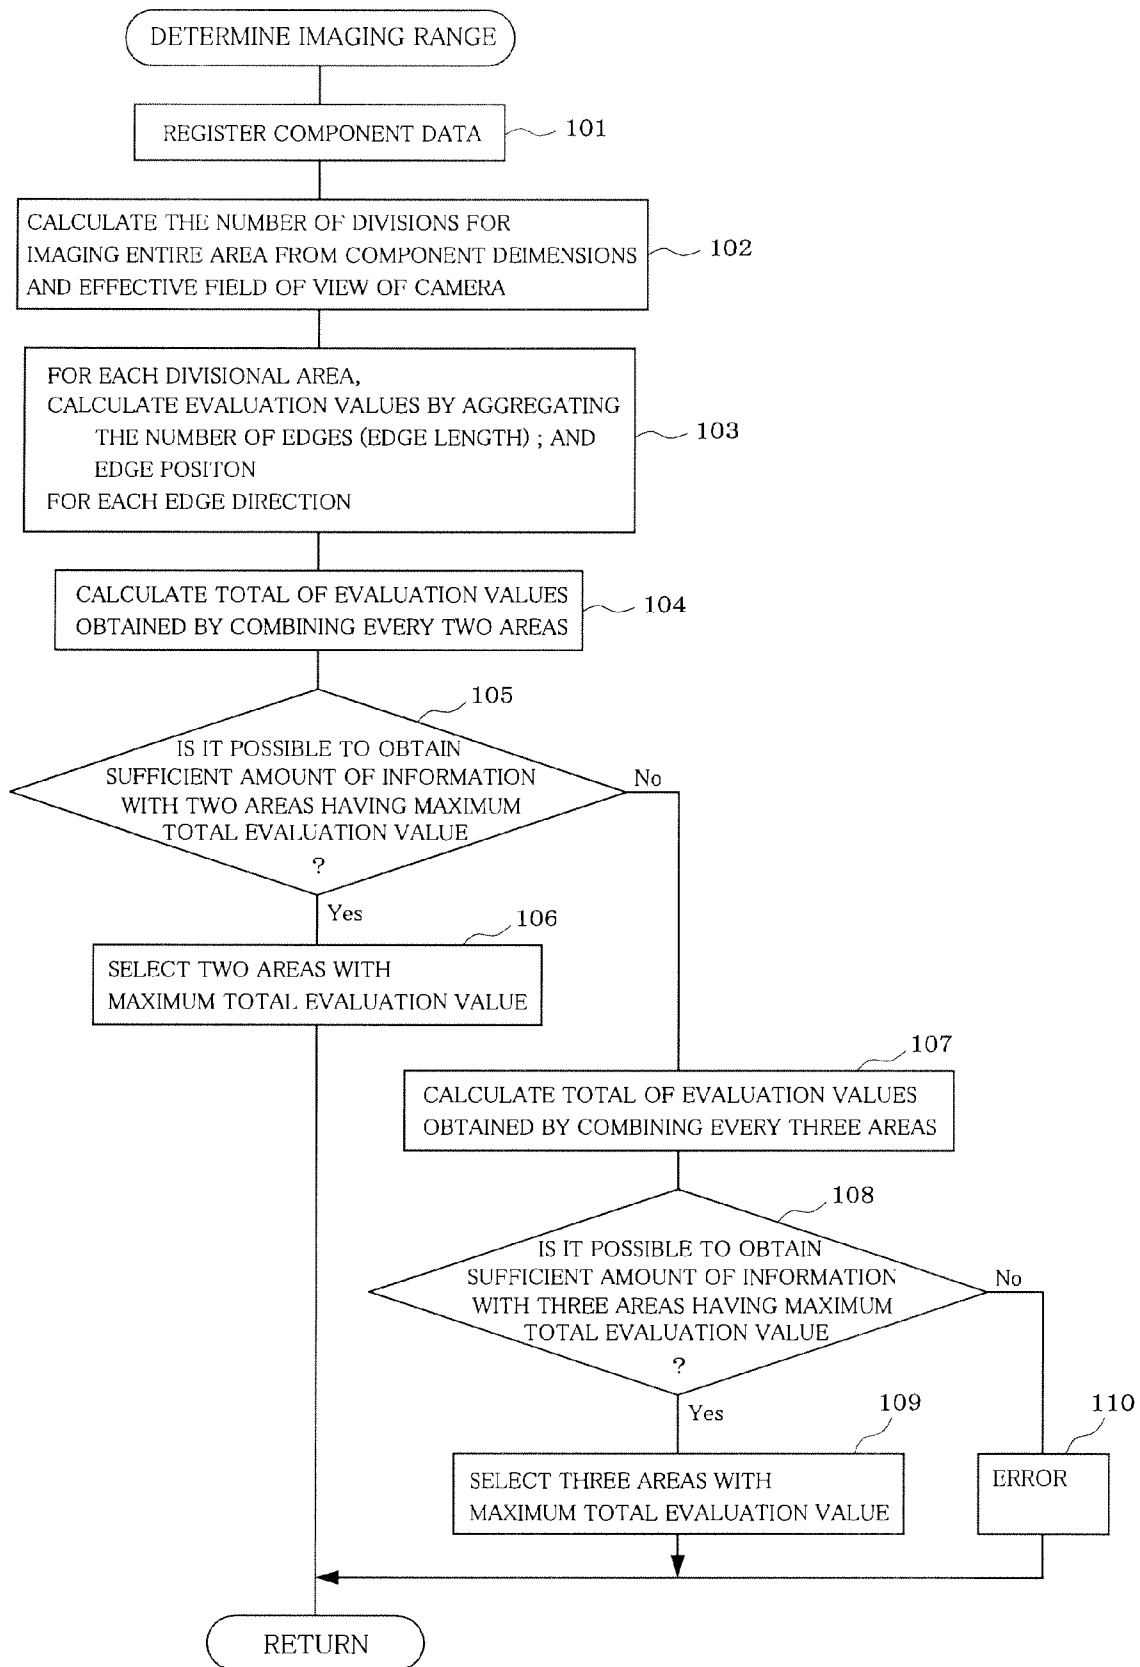 DETERMINE IMAGING RANGE
REGISTER COMPONENT DATA
101
CALCULATE THE NUMBER OF DIVISIONS FOR
IMAGING ENTIRE AREA FROM COMPONENT DEIMENSIONS
AND EFFECTIVE FIELD OF VIEW OF CAMERA
102
FOR EACH DIVISIONAL AREA,
CALCULATE EVALUATION VALUES BY AGGREGATING
THE NUMBER OF EDGES (EDGE LENGTH) ; AND
EDGE POSITON
FOR EACH EDGE DIRECTION
103
CALCULATE TOTAL OF EVALUATION VALUES
OBTAINED BY COMBINING EVERY TWO AREAS
104
105
IS IT POSSIBLE TO OBTAIN
SUFFICIENT AMOUNT OF INFORMATION
WITH TWO AREAS HAVING MAXIMUM
TOTAL EVALUATION VALUE
?
No
Yes
106
SELECT TWO AREAS WITH
MAXIMUM TOTAL EVALUATION VALUE
107
CALCULATE TOTAL OF EVALUATION VALUES
OBTAINED BY COMBINING EVERY THREE AREAS
108
IS IT POSSIBLE TO OBTAIN
SUFFICIENT AMOUNT OF INFORMATION
WITH THREE AREAS HAVING MAXIMUM
TOTAL EVALUATION VALUE
?
No
Yes
109
SELECT THREE AREAS WITH
MAXIMUM TOTAL EVALUATION VALUE
110
ERROR
RETURN